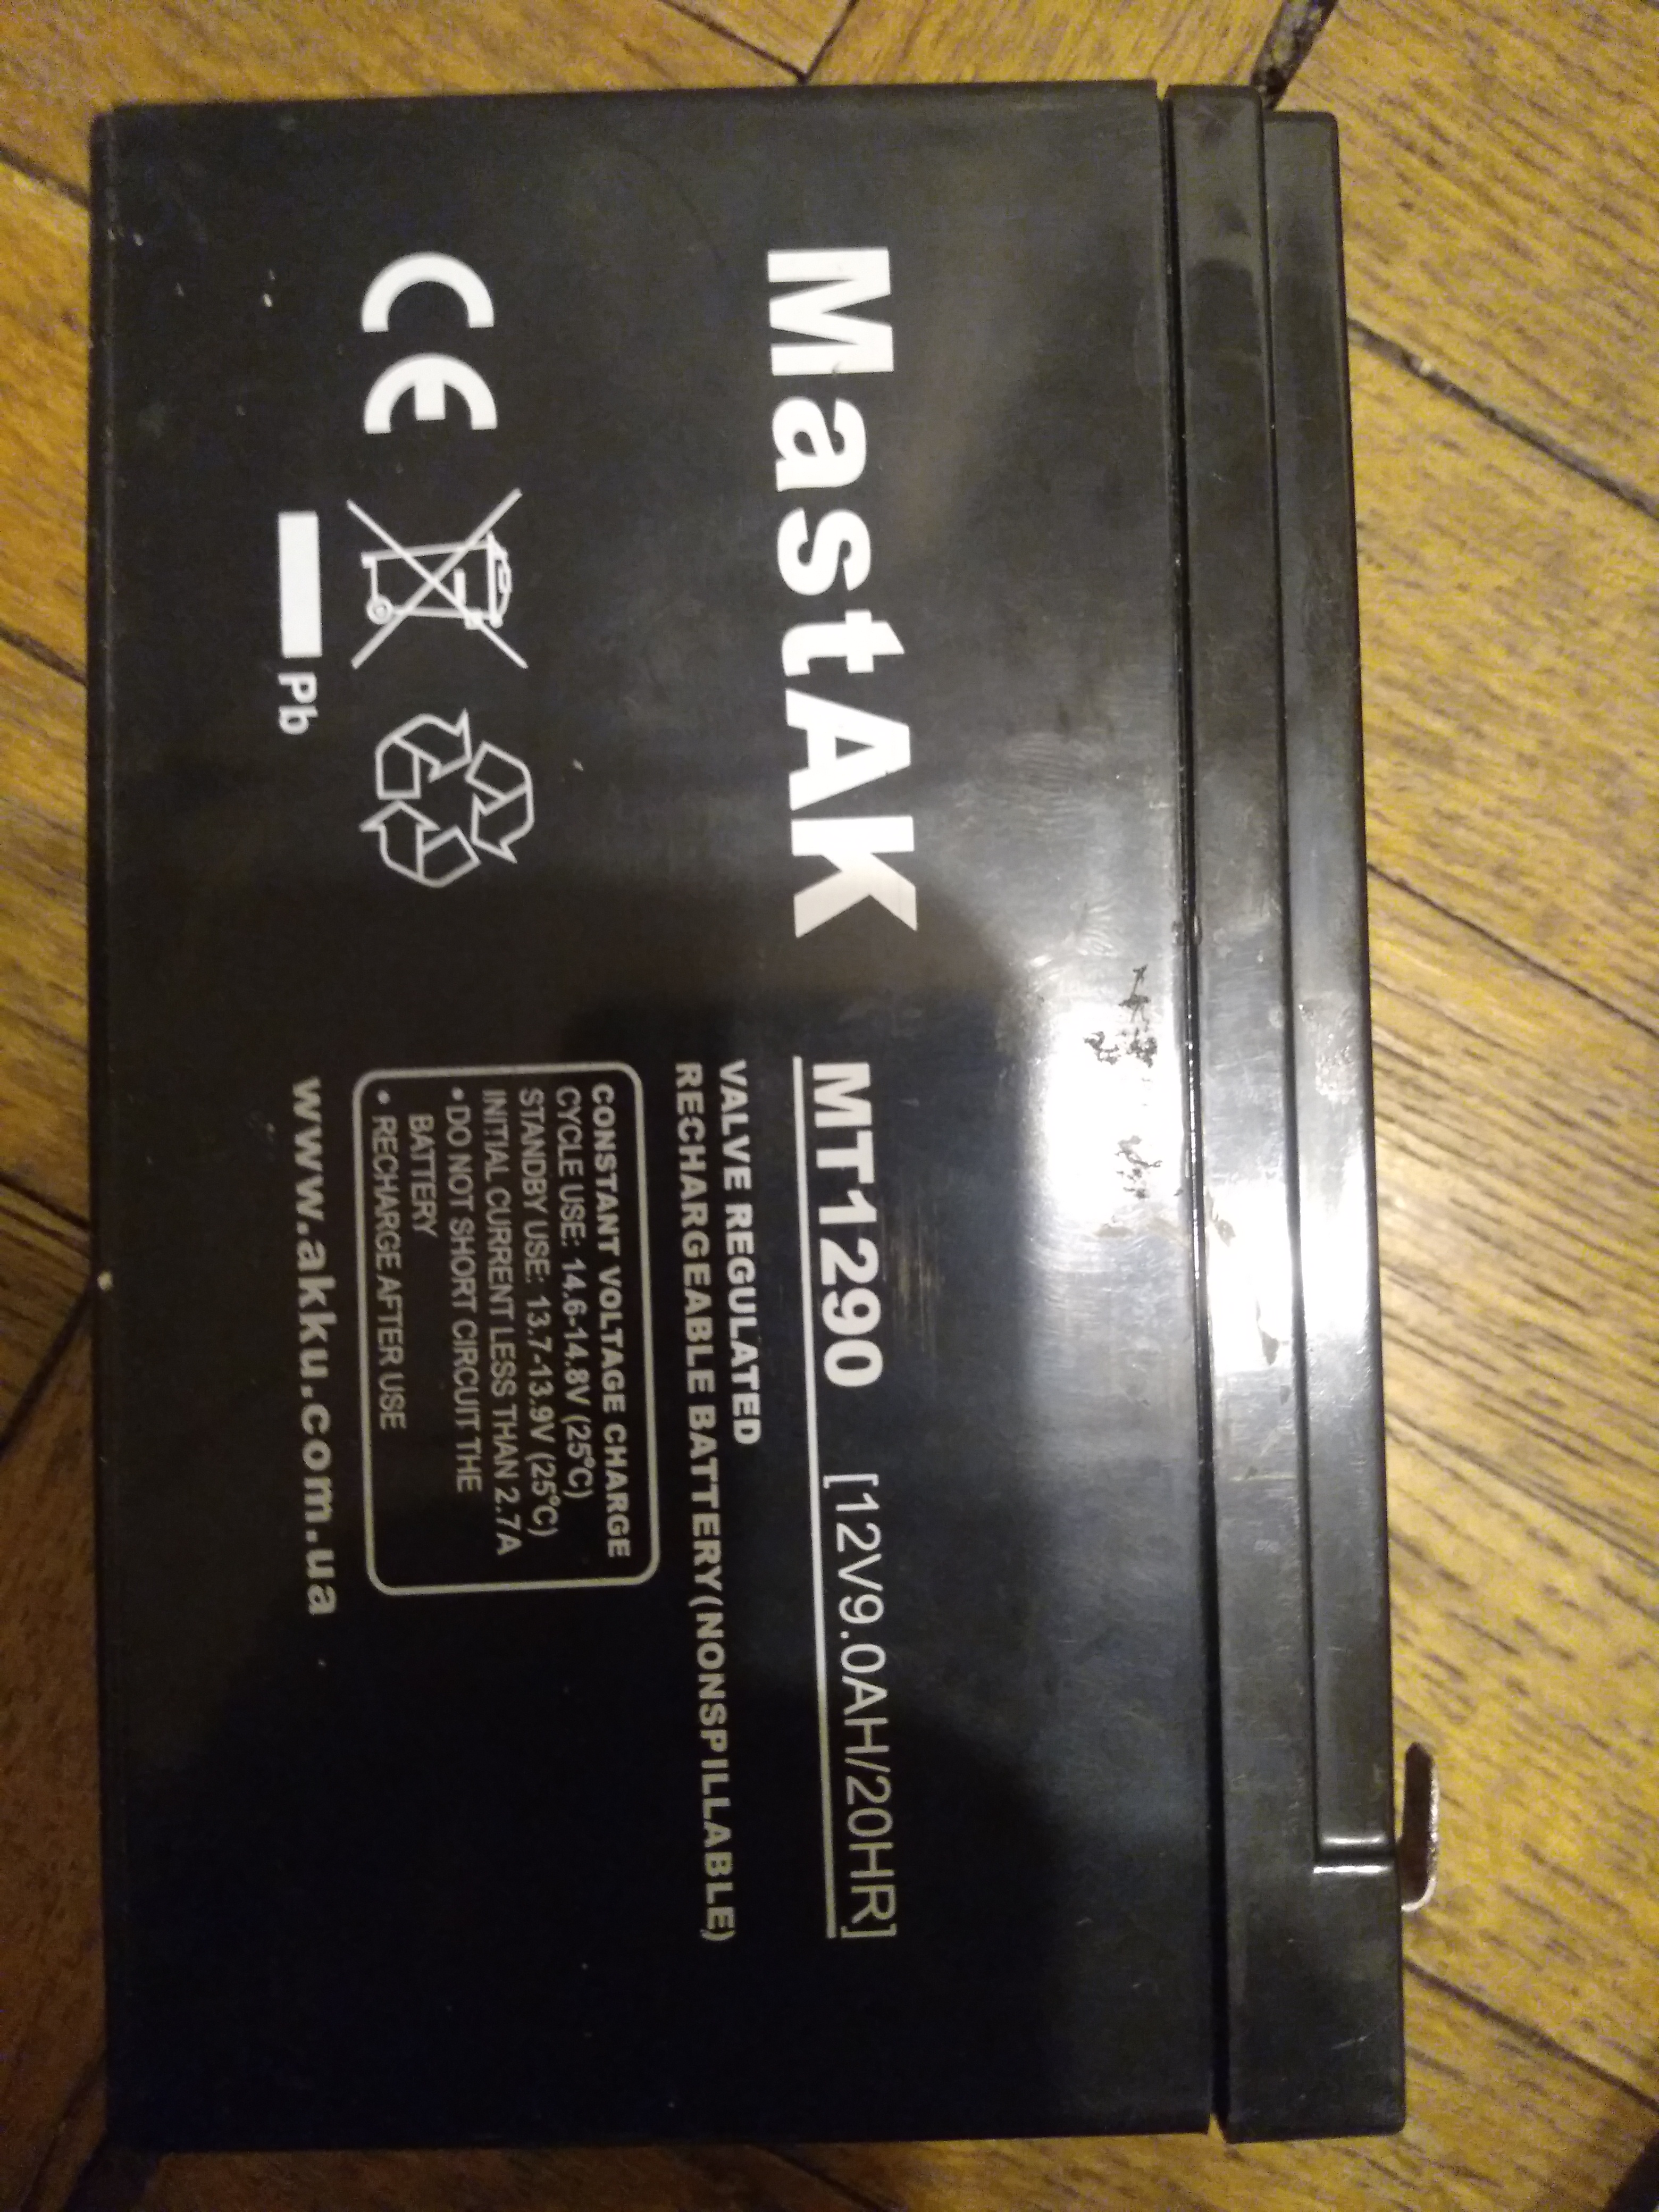 MastAK
MT1290 [12V9.0AH/20HR]
VALVE REGULATED
RECHARGEABLE BATTERY(NONSPILLABLE)
CE
Pb
CONSTANT VOLTAGE CHARGE
CYCLE USE: 14.6-14.8V (25°C)
STANDBY USE: 13.7-13.9V (25°C)
INITIAL CURRENT LESS THAN 2.7A
• DO NOT SHORT CIRCUIT THE
BATTERY
• RECHARGE AFTER USE
www.akku.com.ua